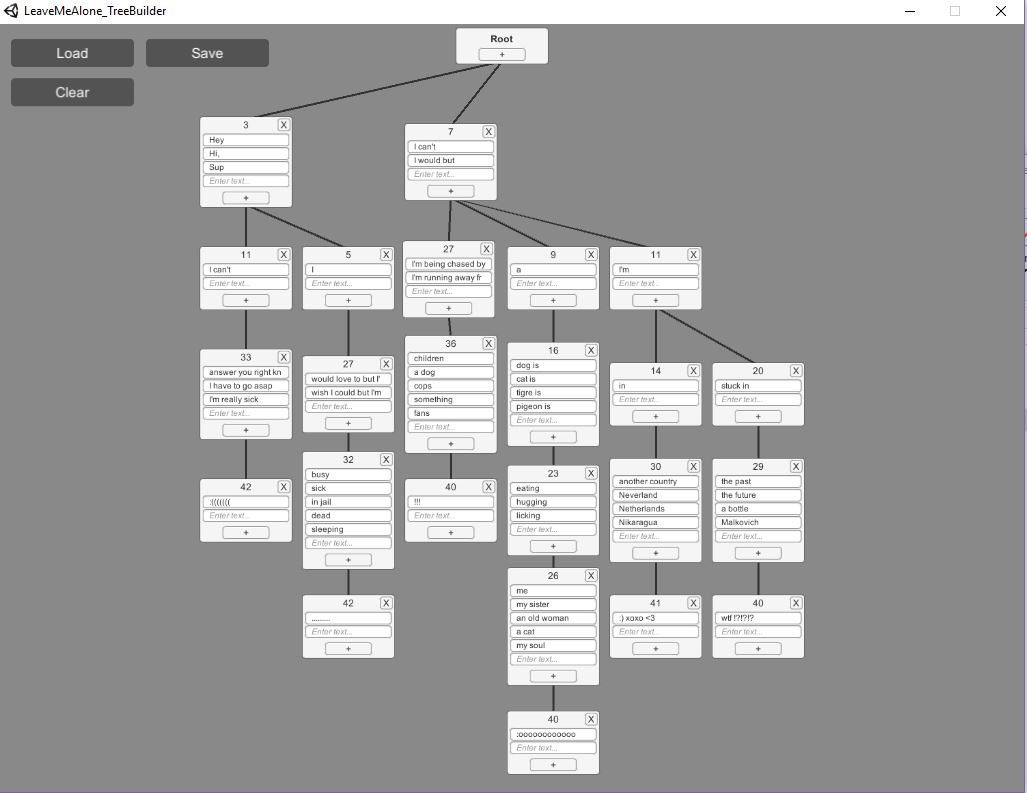 LeaveMeAlone_TreeBuilder
Load
Save
Clear
Root
+
3
X
Hey
Hi,
Sup
Enter text...
+
7
X
I can't
I would but
Enter text...
+
11
X
I can't
Enter text...
+
5
X
I
Enter text...
+
27
X
I'm being chased by
I'm running away fr
Enter text...
+
9
X
a
Enter text...
+
11
X
I'm
Enter text...
+
33
X
answer you right kn
I have to go asap
I'm really sick
Enter text...
+
27
X
would love to but I'
wish I could but I'm
Enter text...
+
36
X
children
a dog
cops
something
fans
Enter text...
+
16
X
dog is
cat is
tigre is
pigeon is
Enter text...
+
14
X
in
Enter text...
+
20
X
stuck in
Enter text...
+
42
X
:(((((((
Enter text...
+
32
X
busy
sick
in jail
dead
sleeping
Enter text...
+
40
X
!!!
Enter text...
+
23
X
eating
hugging
licking
Enter text...
+
30
X
another country
Neverland
Netherlands
Nikaragua
Enter text...
+
29
X
the past
the future
a bottle
Malkovich
Enter text...
+
42
X
.........
Enter text...
+
26
X
me
my sister
an old woman
a cat
my soul
Enter text...
+
41
X
:) xoxo <3
Enter text...
+
40
X
wtf !?!?!?
Enter text...
+
40
X
:oooooooooooo
Enter text...
+